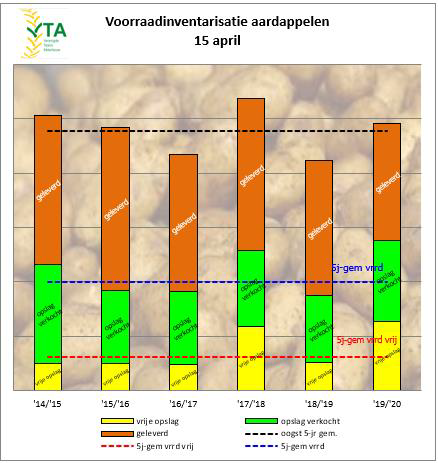 VTA
Verenigde
Telers
Akkerbouw
Voorraadinventarisatie aardappelen
15 april
geleverd
geleverd
geleverd
geleverd
geleverd
geleverd
5j-gem vrrd
opslag
verkocht
opslag
verkocht
opslag
verkocht
opslag
verkocht
opslag
verkocht
opslag
verkocht
5j-gem vrrd vrij
vrije opslag
vrije opslag
vrije opslag
vrije opslag
vrije opslag
vrije opslag
'14/'15 '15/'16 '16/'17 '17/'18 '18/'19 '19/'20
vrije opslag opslag verkocht
geleverd oogst 5-jr gem.
5j-gem vrrd vrij 5j-gem vrrd